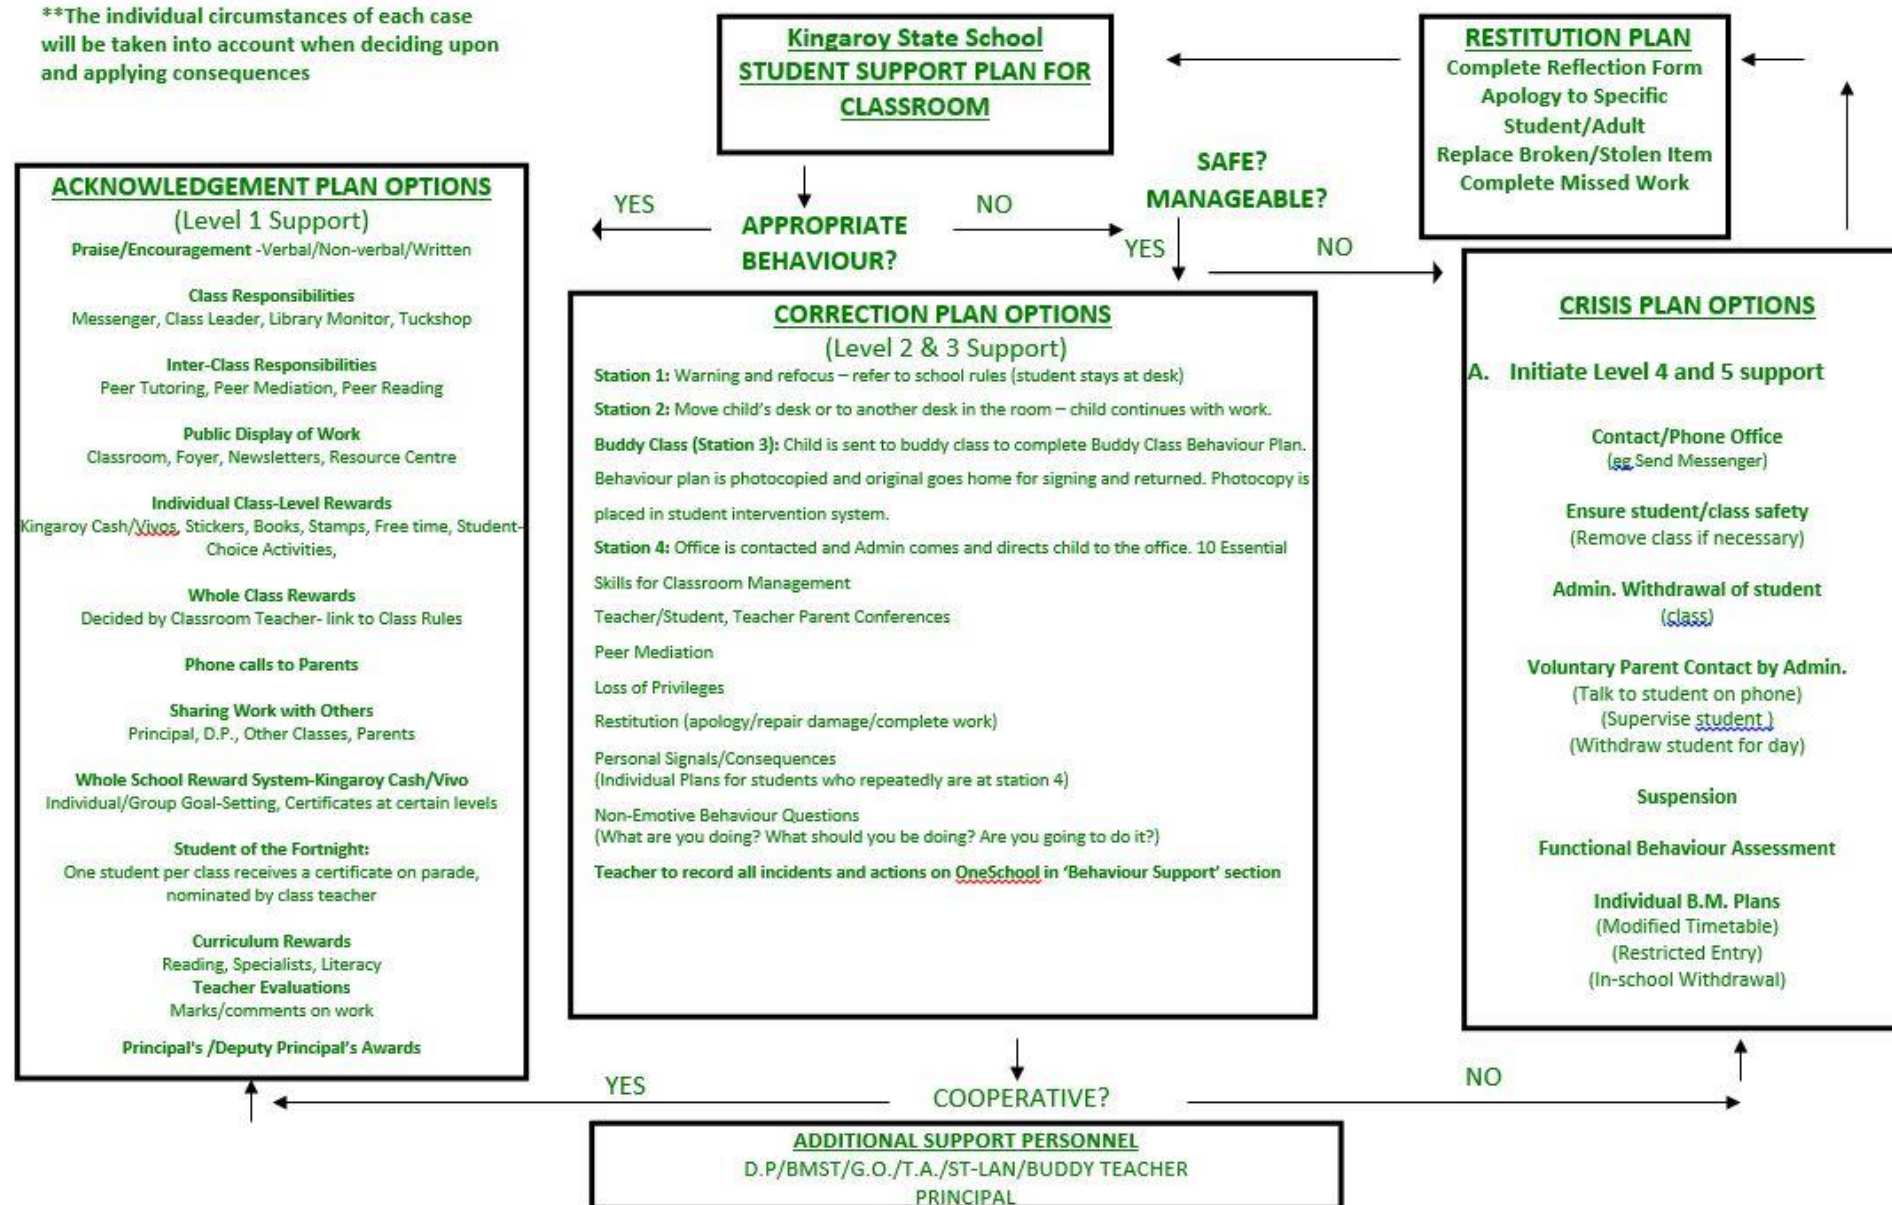 **The individual circumstances of each case
will be taken into account when deciding upon
and applying consequences
Kingaroy State School
STUDENT SUPPORT PLAN FOR
CLASSROOM
RESTITUTION PLAN
Complete Reflection Form
Apology to Specific
Student/Adult
Replace Broken/Stolen Item
Complete Missed Work
SAFE?
MANAGEABLE?
YES
APPROPRIATE
BEHAVIOUR?
NO
YES
NO
ACKNOWLEDGEMENT PLAN OPTIONS
(Level 1 Support)
Praise/Encouragement -Verbal/Non-verbal/Written
Class Responsibilities
Messenger, Class Leader, Library Monitor, Tuckshop
Inter-Class Responsibilities
Peer Tutoring, Peer Mediation, Peer Reading
Public Display of Work
Classroom, Foyer, Newsletters, Resource Centre
Individual Class-Level Rewards
Kingaroy Cash/Vivos, Stickers, Books, Stamps, Free time, Student-
Choice Activities,
Whole Class Rewards
Decided by Classroom Teacher- link to Class Rules
Phone calls to Parents
Sharing Work with Others
Principal, D.P., Other Classes, Parents
Whole School Reward System-Kingaroy Cash/Vivo
Individual/Group Goal-Setting, Certificates at certain levels
Student of the Fortnight:
One student per class receives a certificate on parade,
nominated by class teacher
Curriculum Rewards
Reading, Specialists, Literacy
Teacher Evaluations
Marks/comments on work
Principal's /Deputy Principal's Awards
CORRECTION PLAN OPTIONS
(Level 2 & 3 Support)
Station 1: Warning and refocus – refer to school rules (student stays at desk)
Station 2: Move child's desk or to another desk in the room – child continues with work.
Buddy Class (Station 3): Child is sent to buddy class to complete Buddy Class Behaviour Plan.
Behaviour plan is photocopied and original goes home for signing and returned. Photocopy is
placed in student intervention system.
Station 4: Office is contacted and Admin comes and directs child to the office. 10 Essential
Skills for Classroom Management
Teacher/Student, Teacher Parent Conferences
Peer Mediation
Loss of Privileges
Restitution (apology/repair damage/complete work)
Personal Signals/Consequences
(Individual Plans for students who repeatedly are at station 4)
Non-Emotive Behaviour Questions
(What are you doing? What should you be doing? Are you going to do it?)
Teacher to record all incidents and actions on OneSchool in 'Behaviour Support' section
CRISIS PLAN OPTIONS
A. Initiate Level 4 and 5 support
Contact/Phone Office
(eg.Send Messenger)
Ensure student/class safety
(Remove class if necessary)
Admin. Withdrawal of student
(class)
Voluntary Parent Contact by Admin.
(Talk to student on phone)
(Supervise student )
(Withdraw student for day)
Suspension
Functional Behaviour Assessment
Individual B.M. Plans
(Modified Timetable)
(Restricted Entry)
(In-school Withdrawal)
YES
COOPERATIVE?
NO
ADDITIONAL SUPPORT PERSONNEL
D.P/BMST/G.O./T.A./ST-LAN/BUDDY TEACHER
PRINCIPAL